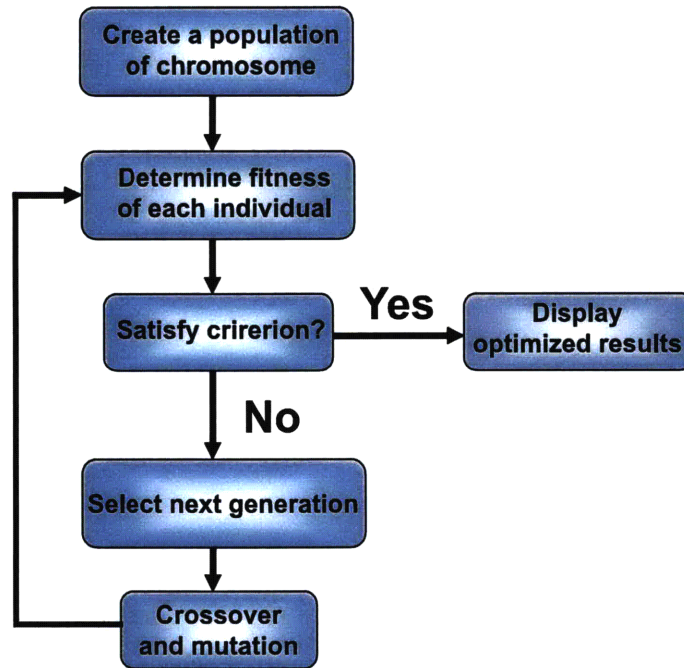 Create a population
of chromosome
Determine fitness
of each individual
Satisfy crirerion?
Yes
Display
optimized results
No
Select next generation
Crossover
and mutation